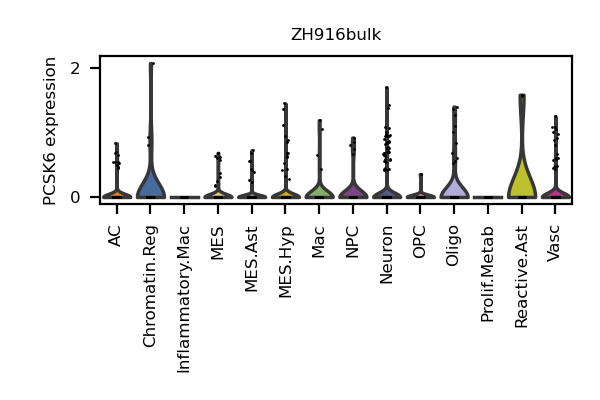 ZH916bulk
PCSK6 expression
2
0
AC
Chromatin.Reg
Inflammatory.Mac
MES
MES.Ast
MES.Hyp
Mac
NPC
Neuron
OPC
Oligo
Prolif.Metab
Reactive.Ast
Vasc